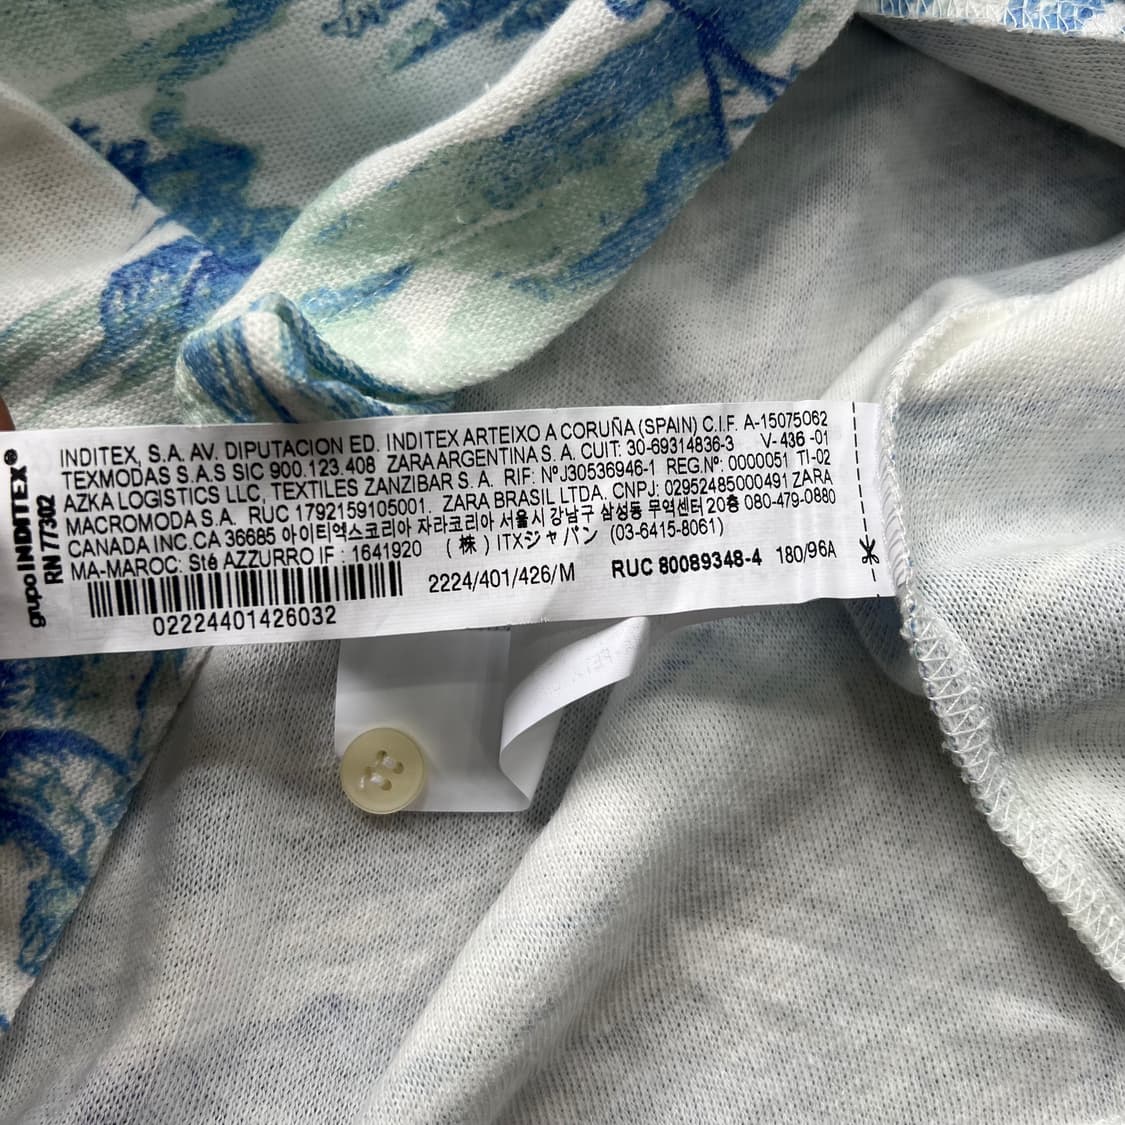 grupo INDITEX®
RN 77302
INDITEX, S.A. AV. DIPUTACION ED. INDITEX ARTEIXO A CORUÑA (SPAIN) C.I.F. A-15075062
TEXMODAS S.A.S SIC 900.123.408 ZARA ARGENTINA S. A. CUIT: 30-69314836-3 V-436 -01
AZKA LOGISTICS LLC, TEXTILES ZANZIBAR S. A. RIF: NºJ30536946-1 REG.Nº: 0000051 TI-02
MACROMODA S.A. RUC 1792159105001. ZARA BRASIL LTDA. CNPJ: 02952485000491 ZARA
CANADA INC.CA 36685 아이티엑스코리아 자라코리아 서울시 강남구 삼성동 무역센터 20층 080-479-0880
MA-MAROC: Sté AZZURRO IF : 1641920 (株) ITXジャパン (03-6415-8061)
2224/401/426/M RUC 80089348-4 180/96A
02224401426032